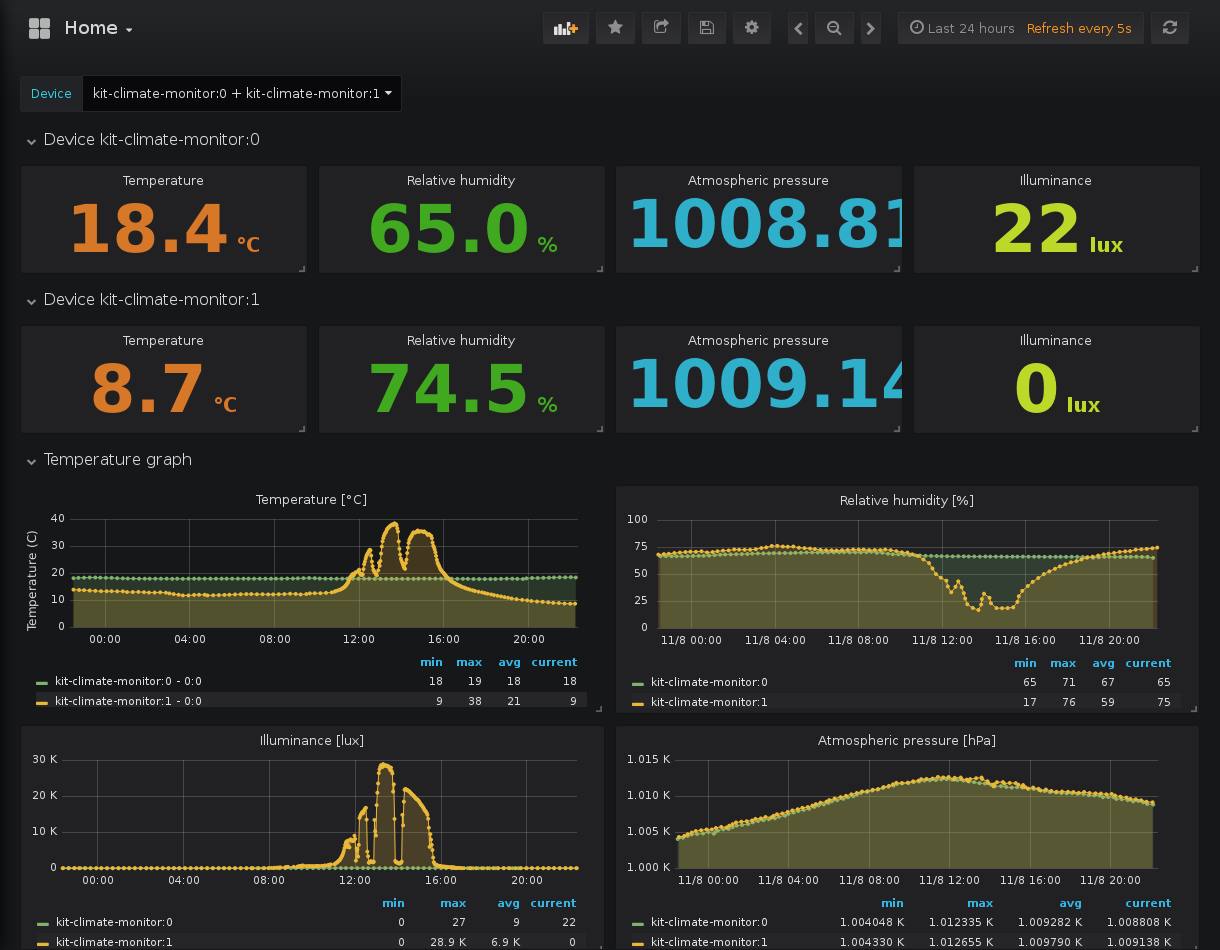 Home
Last 24 hours Refresh every 5s
Device kit-climate-monitor:0 + kit-climate-monitor:1
Device kit-climate-monitor:0
Temperature Relative humidity Atmospheric pressure Illuminance
18.4 °C 65.0 % 1008.81 22 lux
Device kit-climate-monitor:1
Temperature Relative humidity Atmospheric pressure Illuminance
8.7 °C 74.5 % 1009.14 0 lux
Temperature graph
Temperature [°C]
Temperature (C)
40
30
20
10
0
00:00 04:00 08:00 12:00 16:00 20:00
min max avg current
kit-climate-monitor:0 - 0:0 18 19 18 18
kit-climate-monitor:1 - 0:0 9 38 21 9
Relative humidity [%]
100
75
50
25
0
11/8 00:00 11/8 04:00 11/8 08:00 11/8 12:00 11/8 16:00 11/8 20:00
min max avg current
kit-climate-monitor:0 65 71 67 65
kit-climate-monitor:1 17 76 59 75
Illuminance [lux]
30 K
20 K
10 K
0
00:00 04:00 08:00 12:00 16:00 20:00
min max avg current
kit-climate-monitor:0 0 27 9 22
kit-climate-monitor:1 0 28.9 K 6.9 K 0
Atmospheric pressure [hPa]
1.015 K
1.010 K
1.005 K
1.000 K
11/8 00:00 11/8 04:00 11/8 08:00 11/8 12:00 11/8 16:00 11/8 20:00
min max avg current
kit-climate-monitor:0 1.004048 K 1.012335 K 1.009282 K 1.008808 K
kit-climate-monitor:1 1.004330 K 1.012655 K 1.009790 K 1.009138 K